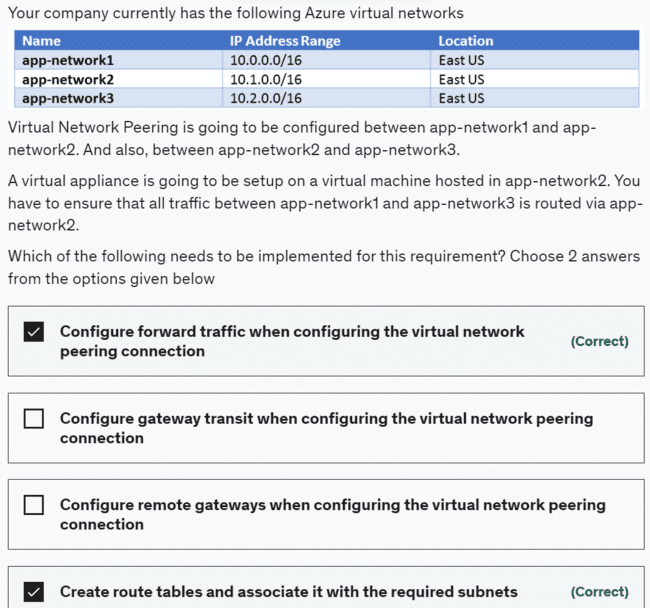 Your company currently has the following Azure virtual networks
Name IP Address Range Location
app-network1 10.0.0.0/16 East US
app-network2 10.1.0.0/16 East US
app-network3 10.2.0.0/16 East US
Virtual Network Peering is going to be configured between app-network1 and app-
network2. And also, between app-network2 and app-network3.
A virtual appliance is going to be setup on a virtual machine hosted in app-network2. You
have to ensure that all traffic between app-network1 and app-network3 is routed via app-
network2.
Which of the following needs to be implemented for this requirement? Choose 2 answers
from the options given below
Configure forward traffic when configuring the virtual network
peering connection
(Correct)
Configure gateway transit when configuring the virtual network peering
connection
Configure remote gateways when configuring the virtual network peering
connection
Create route tables and associate it with the required subnets (Correct)